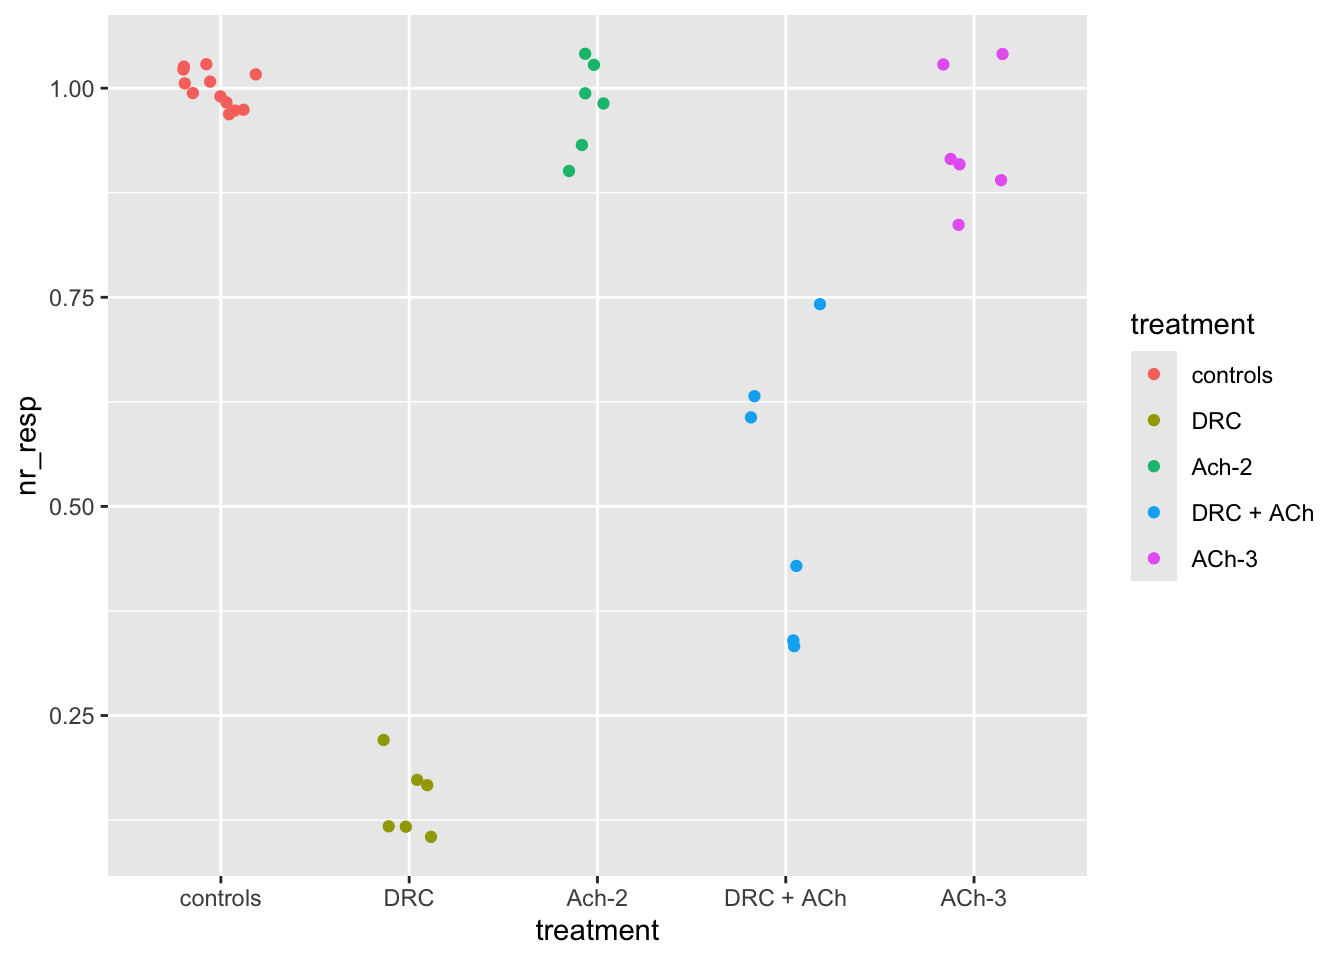 1.00
0.75
0.50
0.25
nr_resp
controls DRC Ach-2 DRC + ACh ACh-3
treatment
treatment
controls
DRC
Ach-2
DRC + ACh
ACh-3